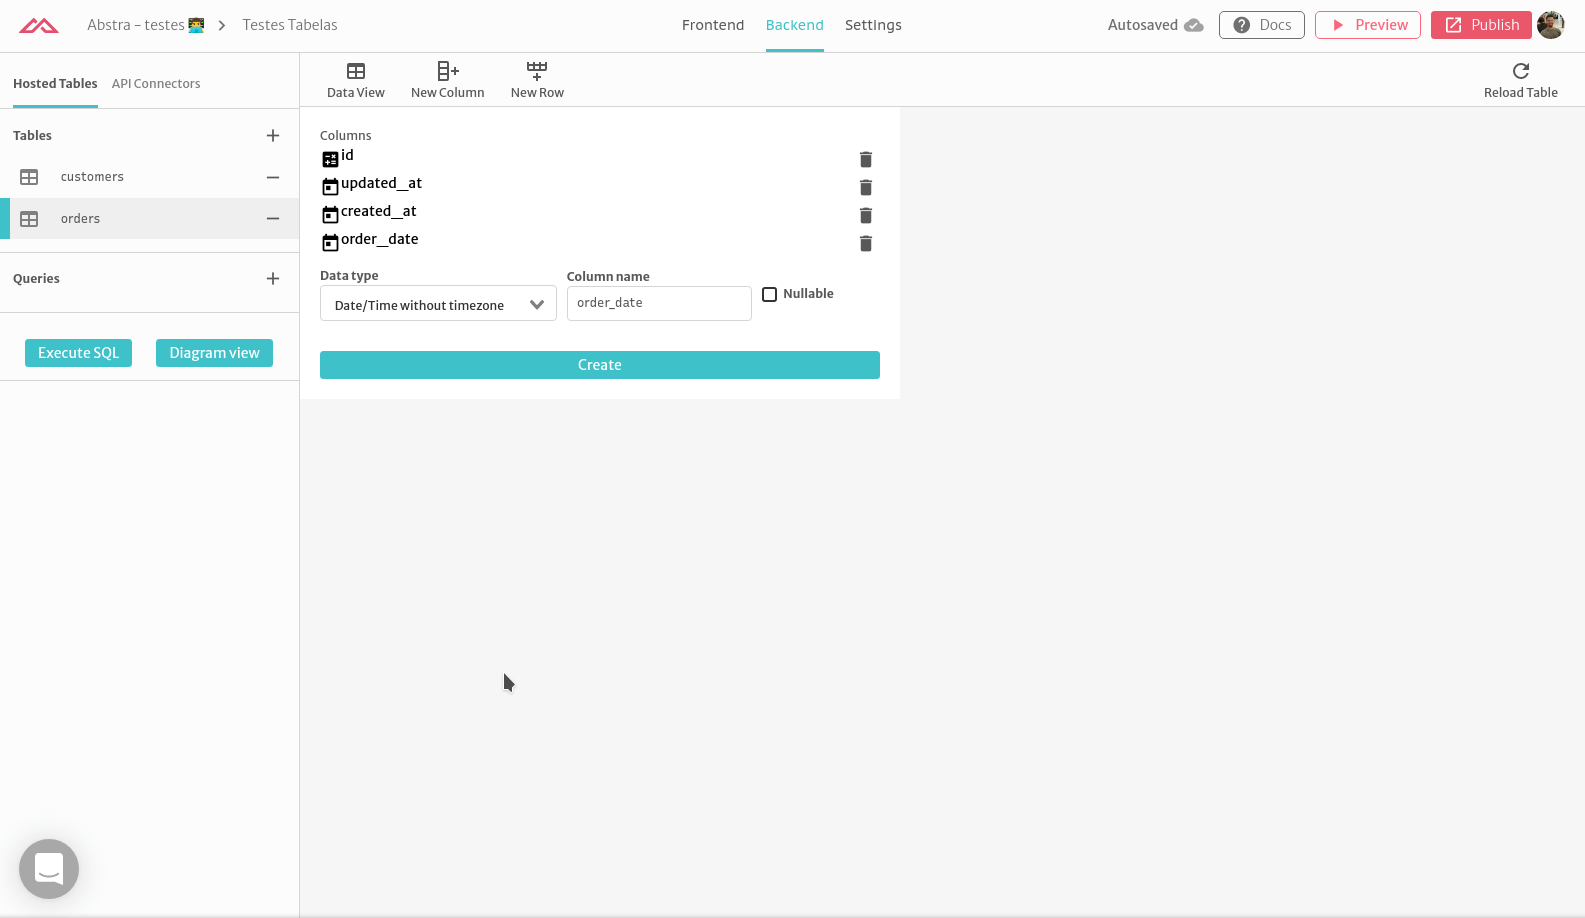 Abstra - testes 👨‍💻 > Testes Tabelas
Frontend Backend Settings
Autosaved Docs Preview Publish
Hosted Tables API Connectors
Data View New Column New Row
Reload Table
Tables
customers
orders
Queries
Execute SQL Diagram view
Columns
id
updated_at
created_at
order_date
Data type Column name
Date/Time without timezone order_date Nullable
Create